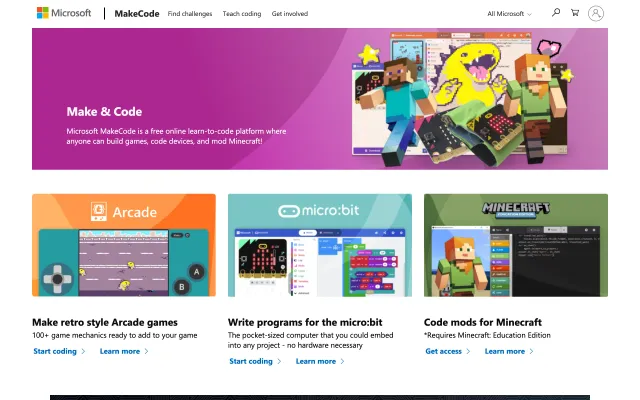 Microsoft
MakeCode
Find challenges
Teach coding
Get involved
All Microsoft
Make & Code
Microsoft MakeCode is a free online learn-to-code platform where
anyone can build games, code devices, and mod Minecraft!
Arcade
A
B
micro:bit
MINECRAFT
Make retro style Arcade games
100+ game mechanics ready to add to your game
Start coding
Learn more
Write programs for the micro:bit
The pocket-sized computer that you could embed
into any project - no hardware necessary
Start coding
Learn more
Code mods for Minecraft
*Requires Minecraft: Education Edition
Get access
Learn more